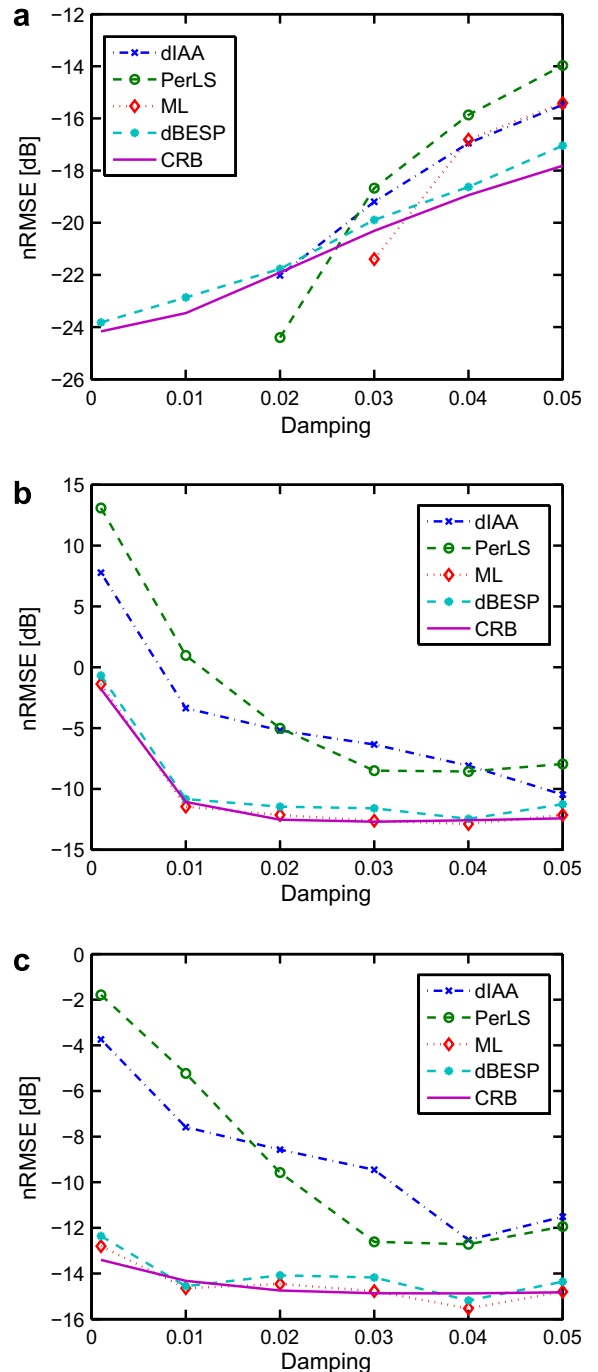 a
−12
−14
−16
−18
−20
−22
−24
−26
nRMSE [dB]
dIAA
PerLS
ML
dBESP
CRB
0 0.01 0.02 0.03 0.04 0.05
Damping
b
15
10
5
0
−5
−10
−15
nRMSE [dB]
dIAA
PerLS
ML
dBESP
CRB
0 0.01 0.02 0.03 0.04 0.05
Damping
c
0
−2
−4
−6
−8
−10
−12
−14
−16
nRMSE [dB]
dIAA
PerLS
ML
dBESP
CRB
0 0.01 0.02 0.03 0.04 0.05
Damping